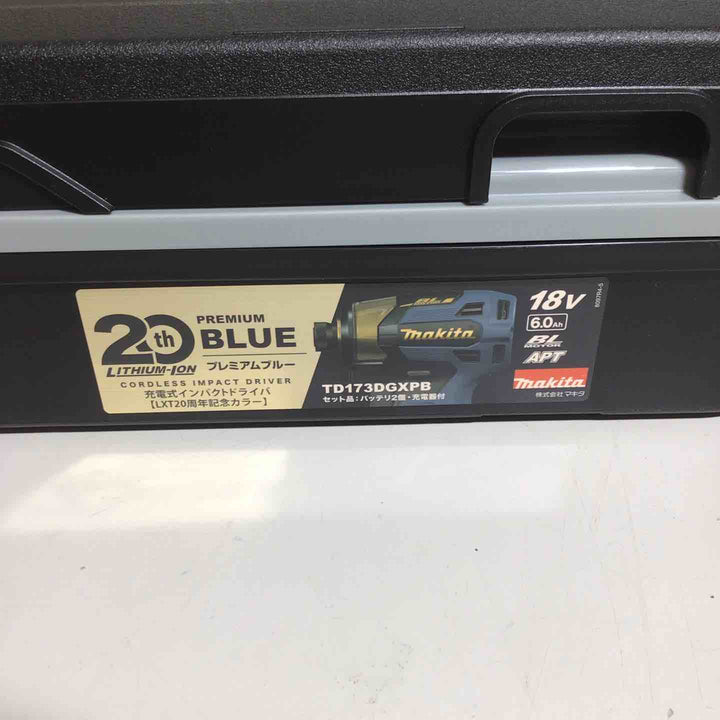 20th
LITHIUM-ION
PREMIUM
BLUE
プレミアムブルー
CORDLESS IMPACT DRIVER
充電式インパクトドライバ
【LXT20周年記念カラー】
BL
makita
TD173DGXPB
セット品：バッテリ2個・充電器付
18V
6.0Ah
BL
MOTOR
APT
makita
株式会社マキタ